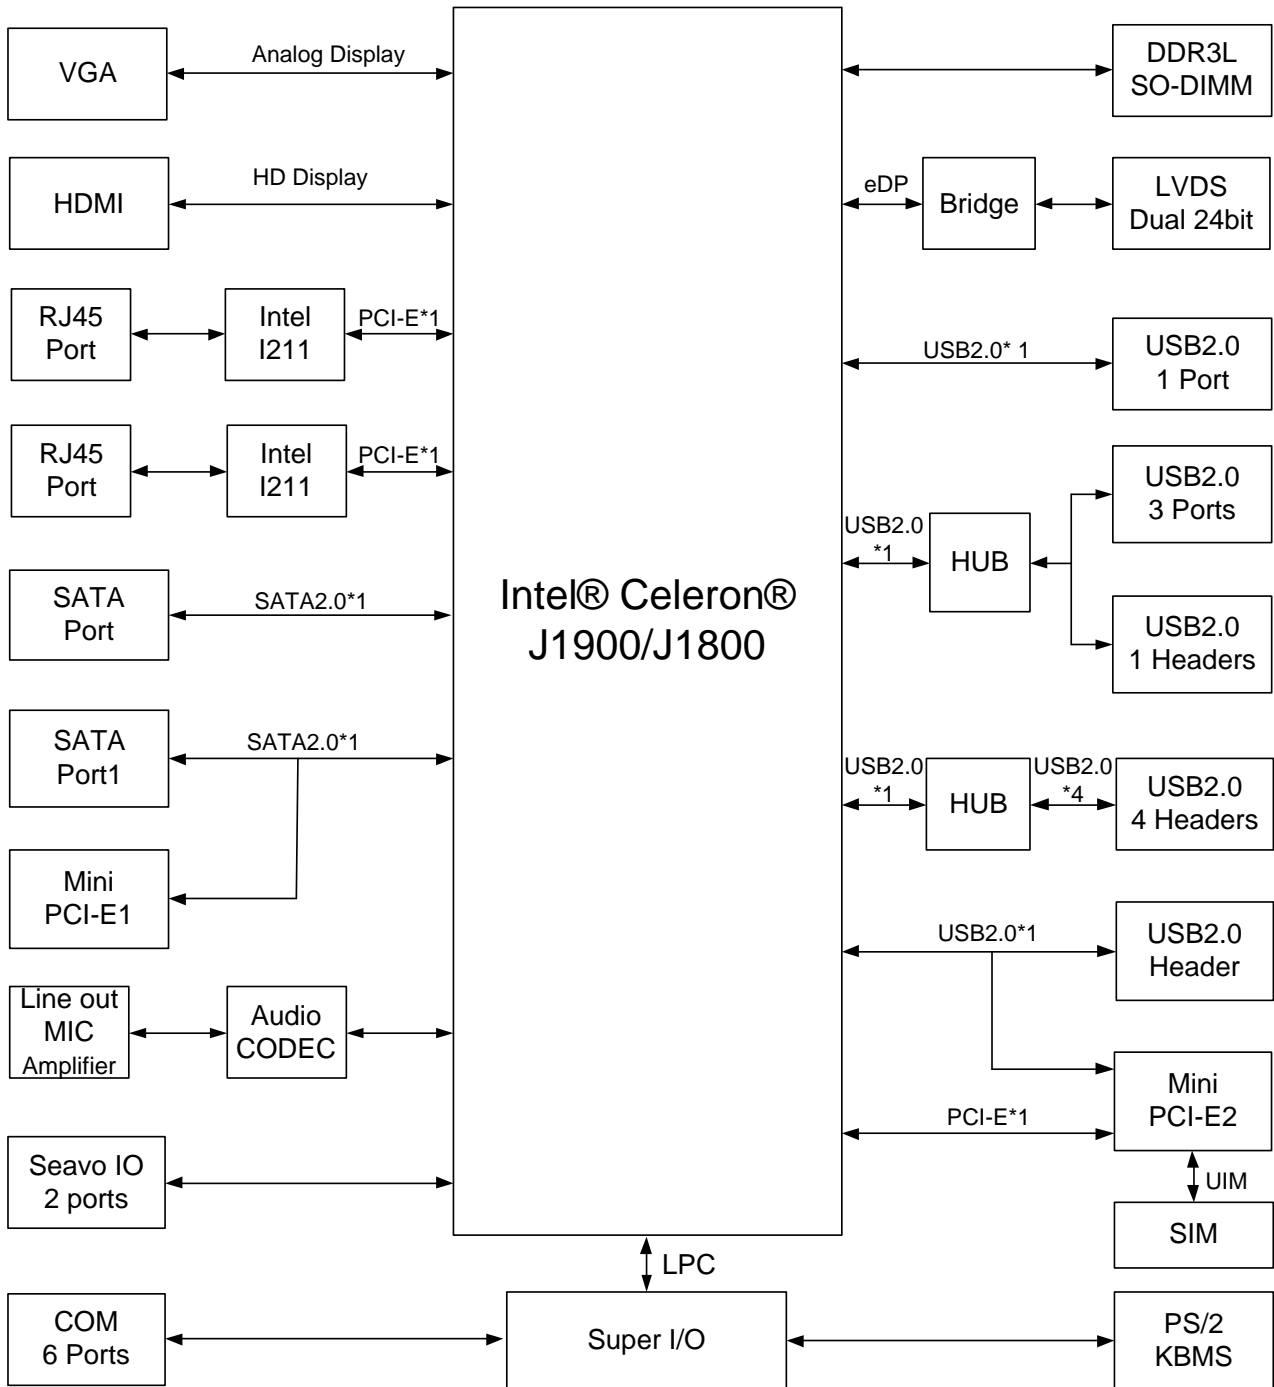 VGA
Analog Display
DDR3L
SO-DIMM
HDMI
HD Display
eDP
Bridge
LVDS
Dual 24bit
RJ45
Port
Intel
I211
PCI-E*1
USB2.0* 1
USB2.0
1 Port
RJ45
Port
Intel
I211
PCI-E*1
USB2.0
3 Ports
USB2.0
*1
HUB
SATA
Port
SATA2.0*1
Intel® Celeron®
J1900/J1800
USB2.0
1 Headers
SATA
Port1
SATA2.0*1
USB2.0
*1
HUB
USB2.0
*4
USB2.0
4 Headers
Mini
PCI-E1
USB2.0*1
USB2.0
Header
Line out
MIC
Amplifier
Audio
CODEC
Mini
PCI-E2
PCI-E*1
Seavo IO
2 ports
UIM
SIM
LPC
COM
6 Ports
Super I/O
PS/2
KBMS